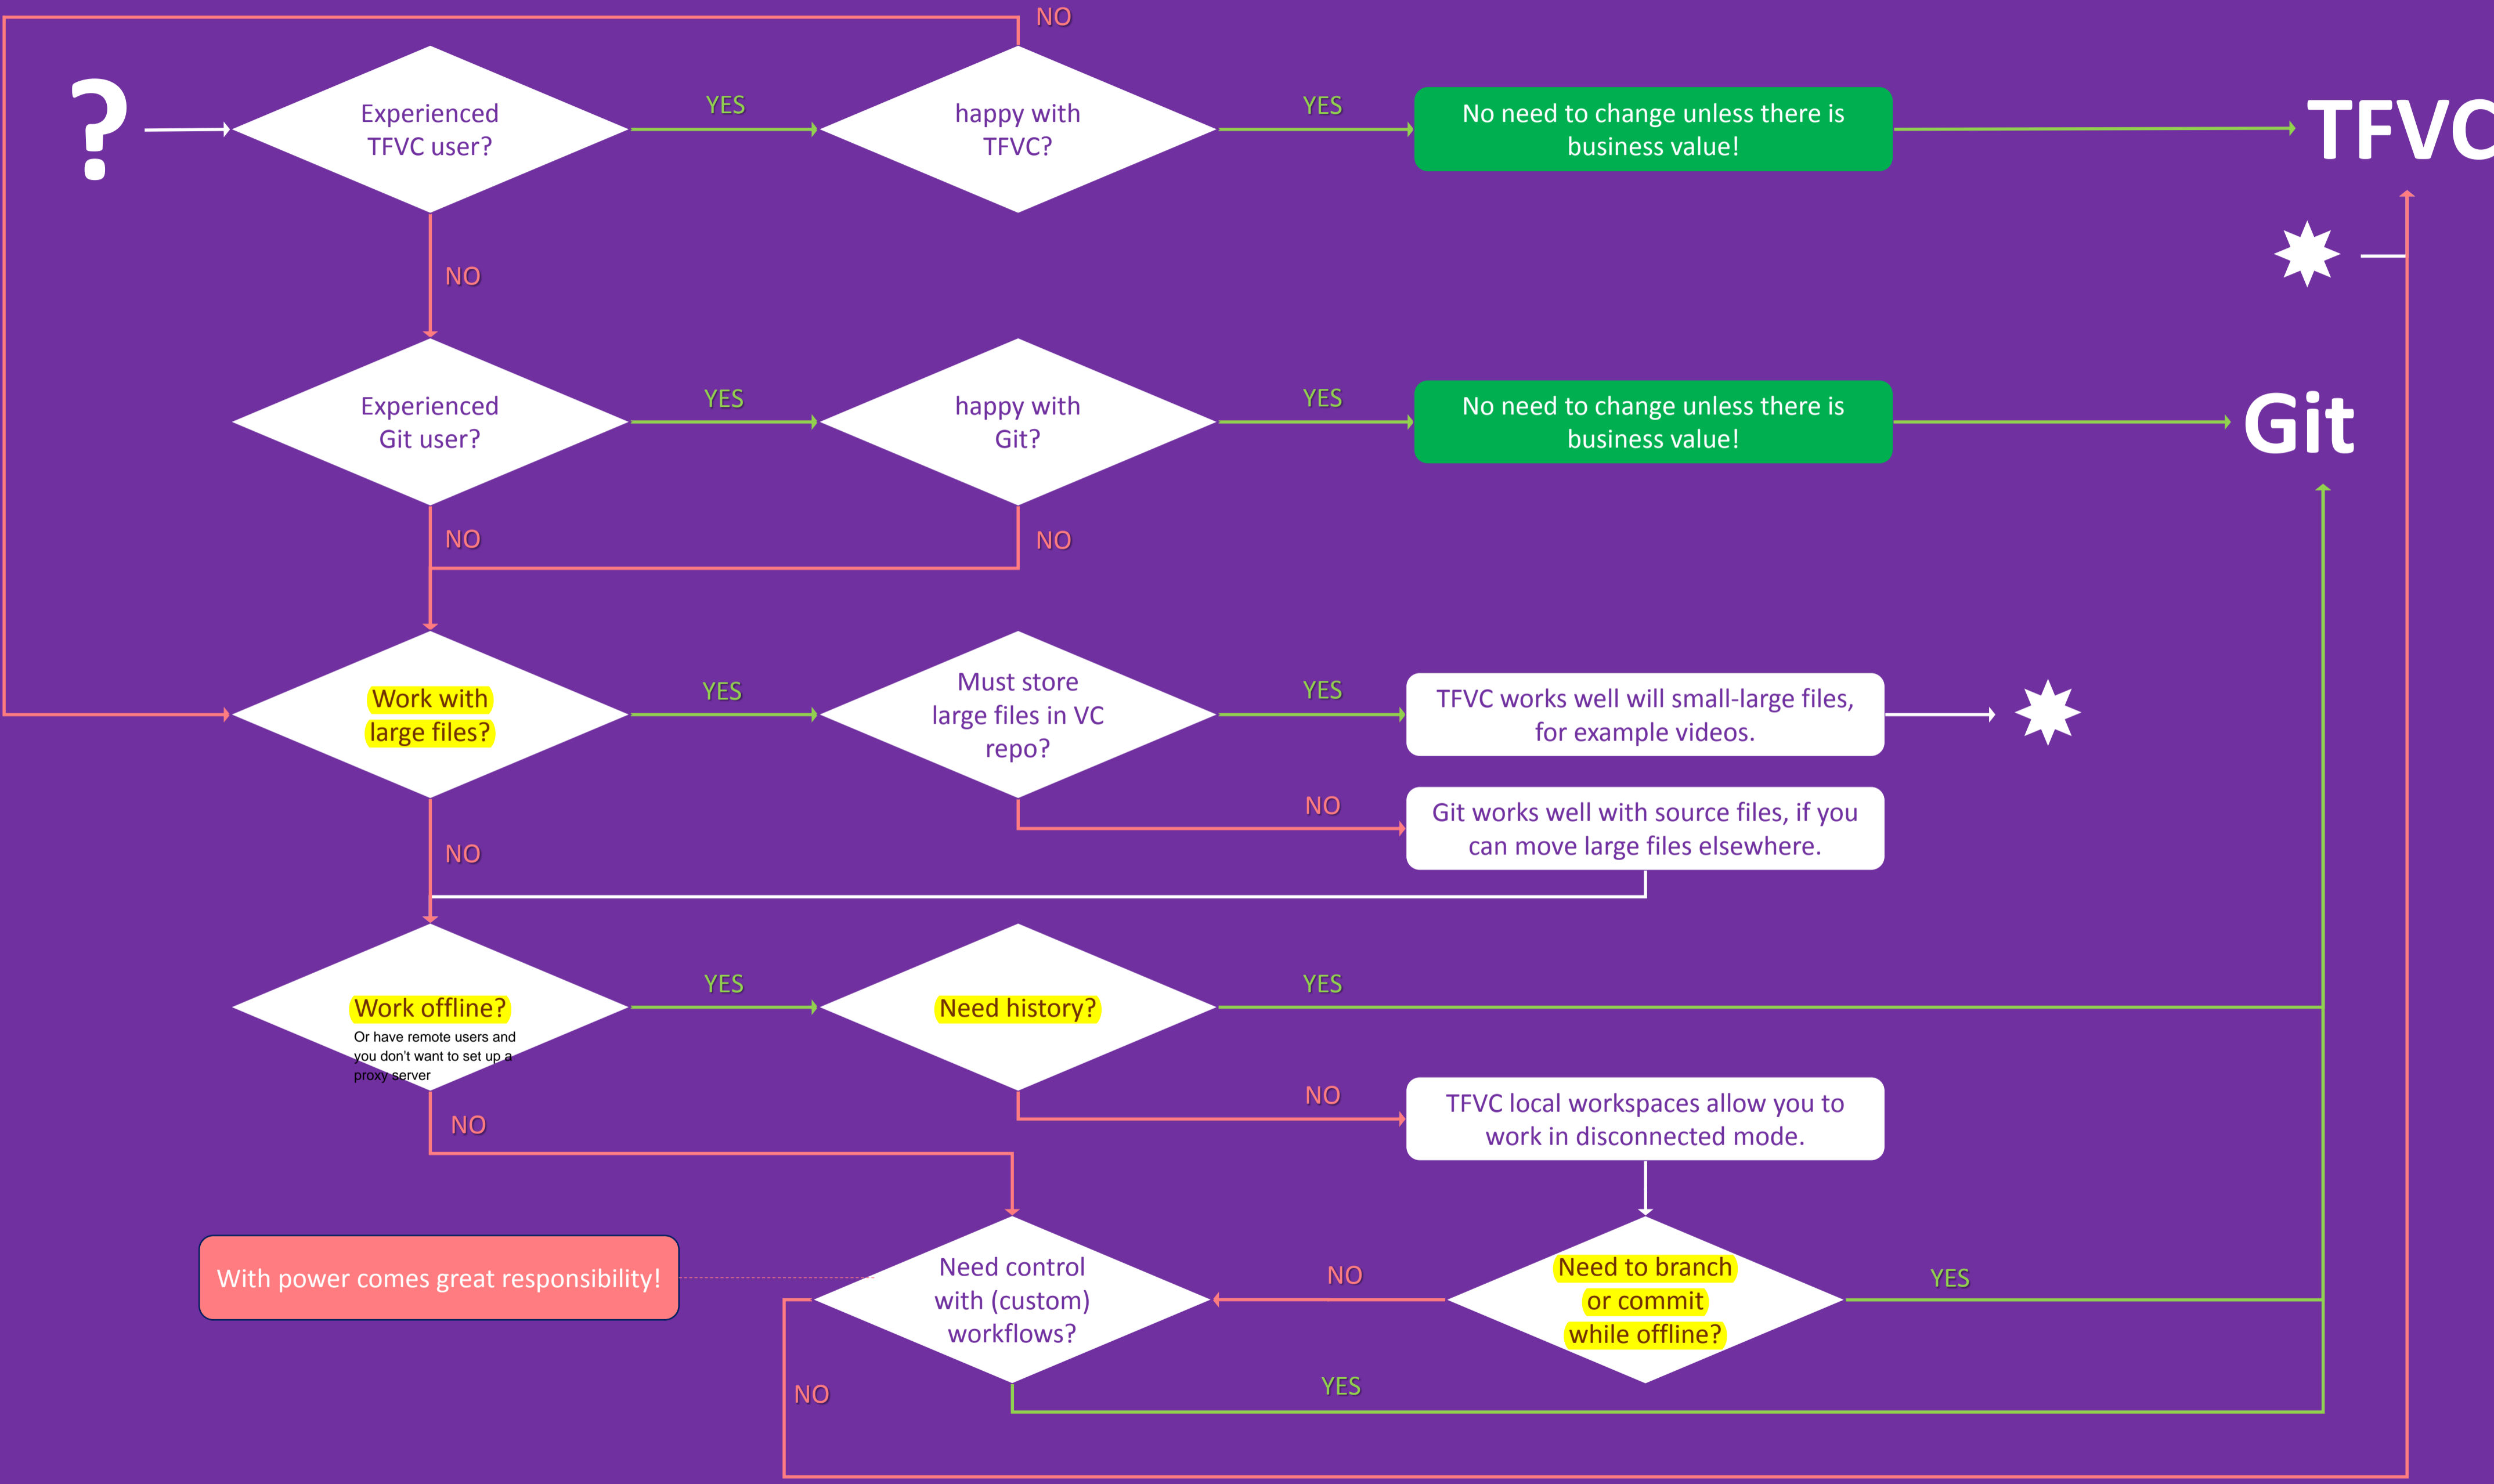 NO
?
Experienced
TFVC user?
YES
happy with
TFVC?
YES
No need to change unless there is
business value!
TFVC
NO
Experienced
Git user?
YES
happy with
Git?
YES
No need to change unless there is
business value!
Git
NO
NO
Work with
large files?
YES
Must store
large files in VC
repo?
YES
TFVC works well will small-large files,
for example videos.
NO
Git works well with source files, if you
can move large files elsewhere.
NO
Work offline?
Or have remote users and
you don't want to set up a
proxy server
YES
Need history?
YES
NO
TFVC local workspaces allow you to
work in disconnected mode.
NO
With power comes great responsibility!
Need control
with (custom)
workflows?
NO
Need to branch
or commit
while offline?
YES
NO
YES